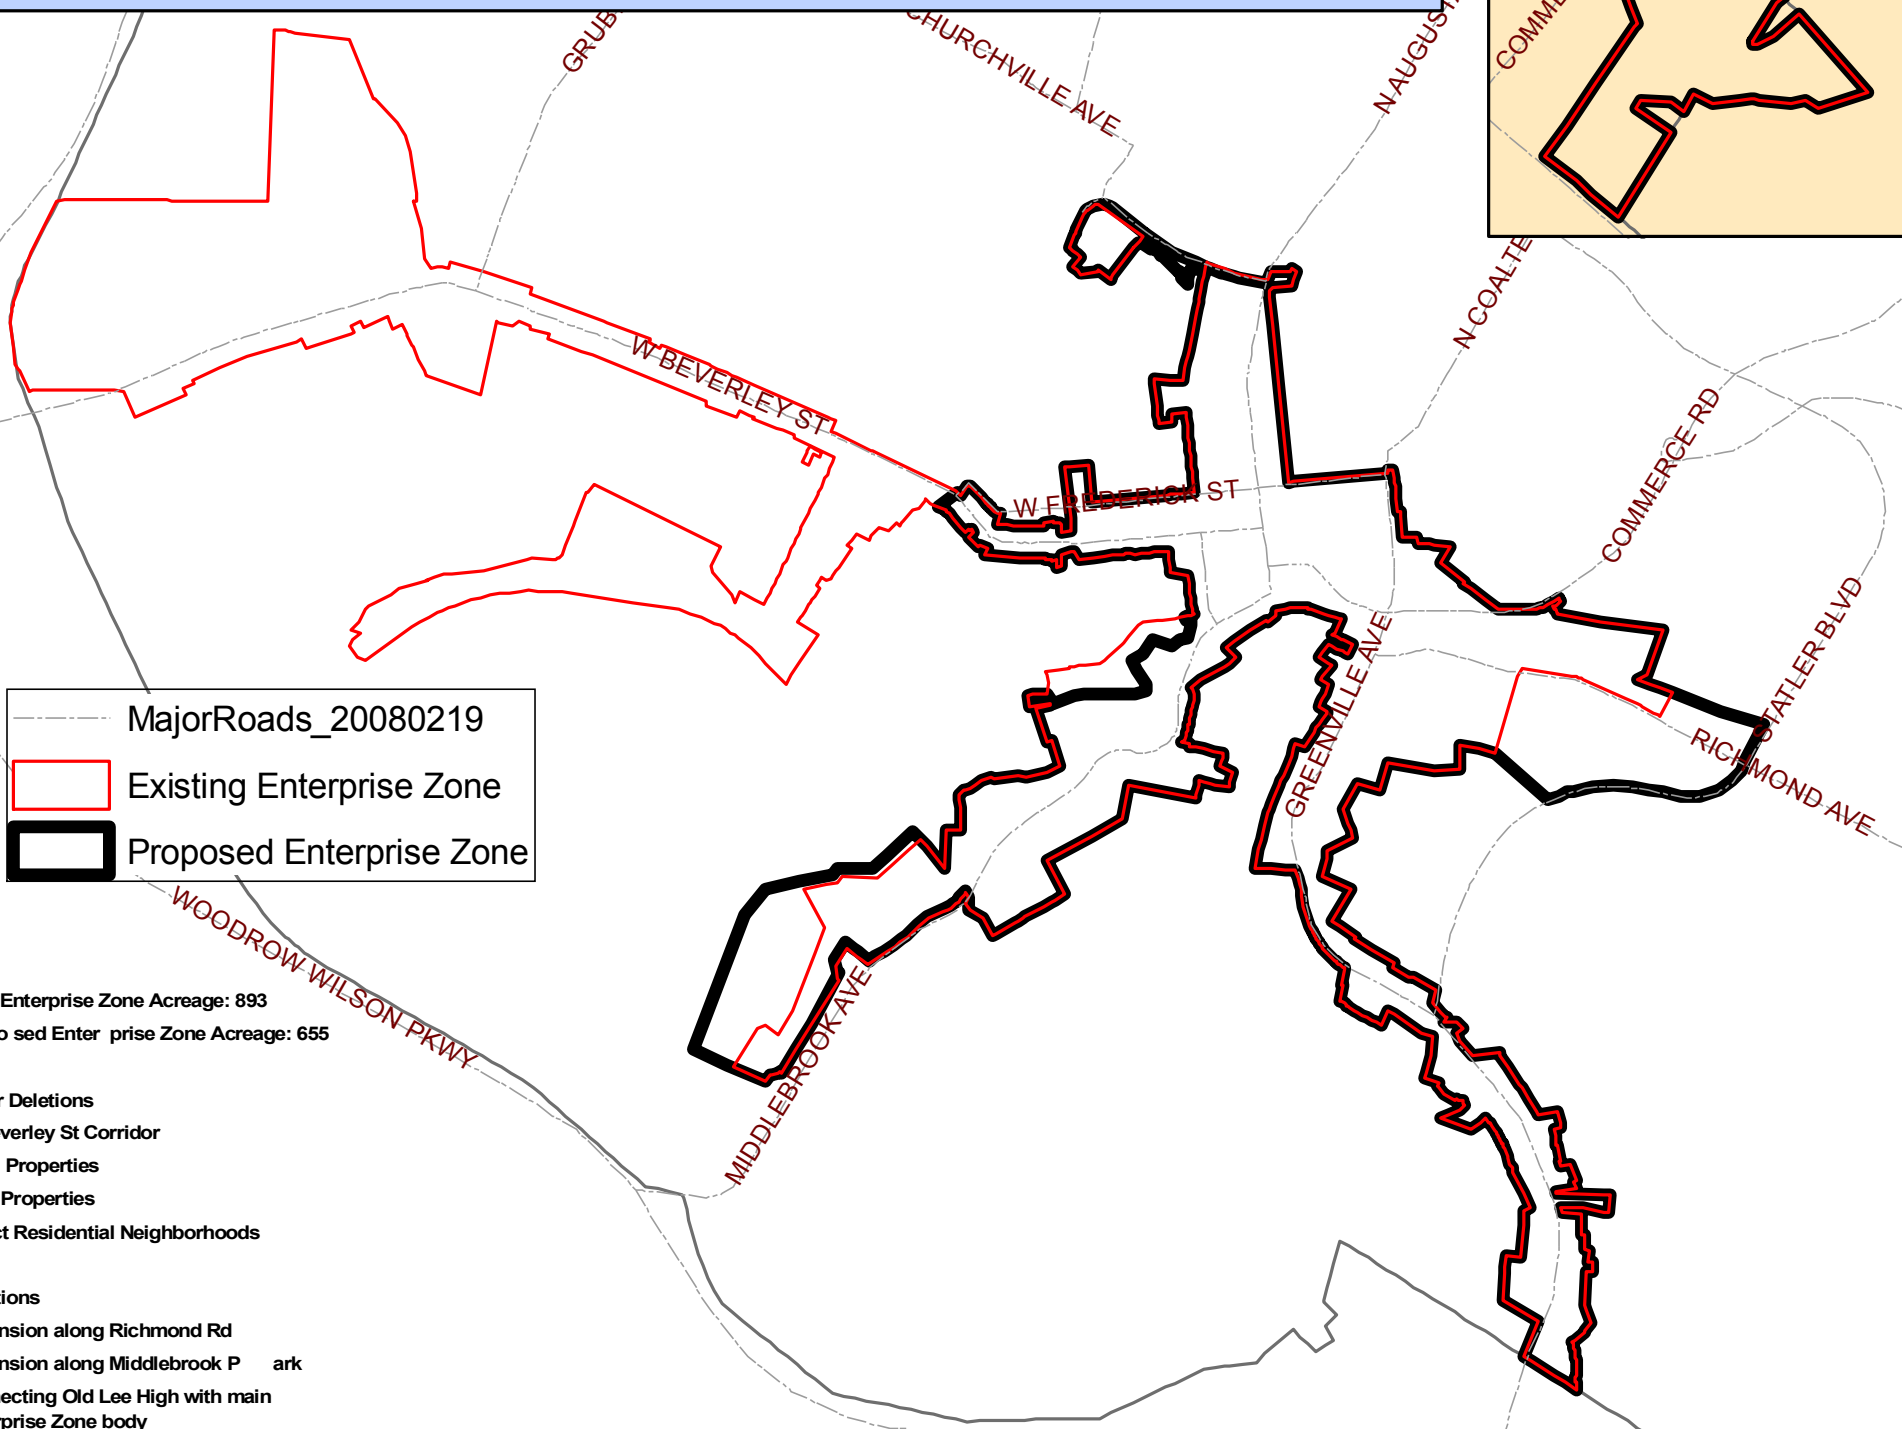 GRUB
CHURCHVILLE AVE
N AUGUST
COMME
N COALTE
W BEVERLEY ST
W FREDERICK ST
COMMERCE RD
STATLER BLVD
GREENVILLE AVE
RICHMOND AVE
MajorRoads_20080219
Existing Enterprise Zone
Proposed Enterprise Zone
WOODROW WILSON PKWY
MIDDLEBROOK AVE
Enterprise Zone Acreage: 893
o sed Enter prise Zone Acreage: 655
r Deletions
verley St Corridor
Properties
Properties
ct Residential Neighborhoods
tions
nsion along Richmond Rd
nsion along Middlebrook P ark
ecting Old Lee High with main
rprise Zone body